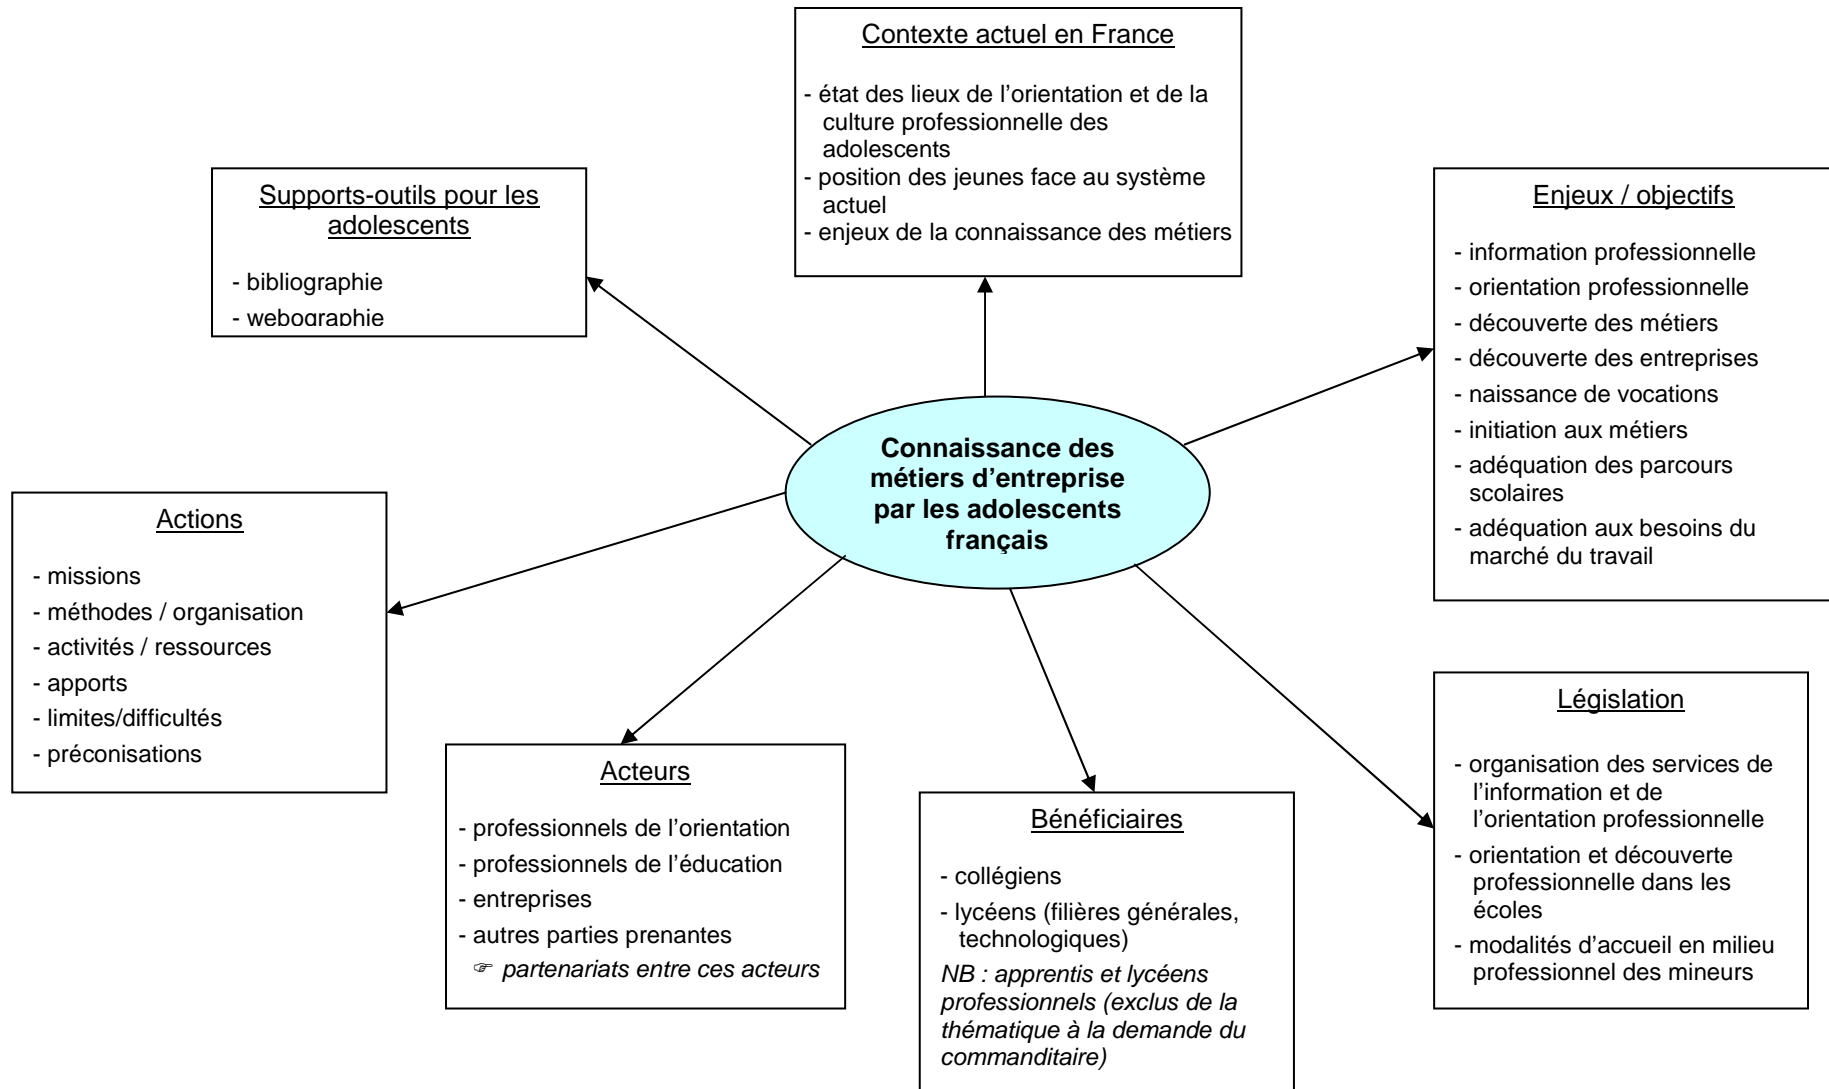 Contexte actuel en France
- état des lieux de l’orientation et de la
culture professionnelle des
adolescents
- position des jeunes face au système
actuel
- enjeux de la connaissance des métiers
Supports-outils pour les
adolescents
- bibliographie
- webographie
Enjeux / objectifs
- information professionnelle
- orientation professionnelle
- découverte des métiers
- découverte des entreprises
- naissance de vocations
- initiation aux métiers
- adéquation des parcours
scolaires
- adéquation aux besoins du
marché du travail
Connaissance des
métiers d’entreprise
par les adolescents
français
Actions
- missions
- méthodes / organisation
- activités / ressources
- apports
- limites/difficultés
- préconisations
Acteurs
- professionnels de l’orientation
- professionnels de l’éducation
- entreprises
- autres parties prenantes
☞ partenariats entre ces acteurs
Bénéficiaires
- collégiens
- lycéens (filières générales,
technologiques)
NB : apprentis et lycéens
professionnels (exclus de la
thématique à la demande du
commanditaire)
Législation
- organisation des services de
l’information et de
l’orientation professionnelle
- orientation et découverte
professionnelle dans les
écoles
- modalités d’accueil en milieu
professionnel des mineurs